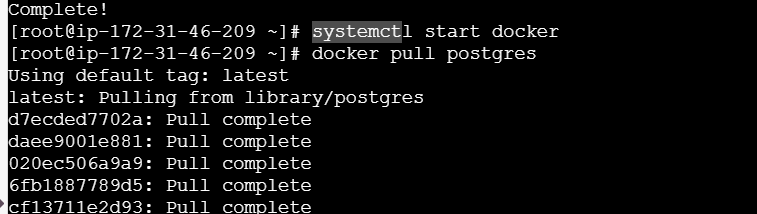 Complete!
[root@ip-172-31-46-209 ~]# systemctl start docker
[root@ip-172-31-46-209 ~]# docker pull postgres
Using default tag: latest
latest: Pulling from library/postgres
d7ecded7702a: Pull complete
daee9001e881: Pull complete
020ec506a9a9: Pull complete
6fb1887789d5: Pull complete
cf13711e2d93: Pull complete